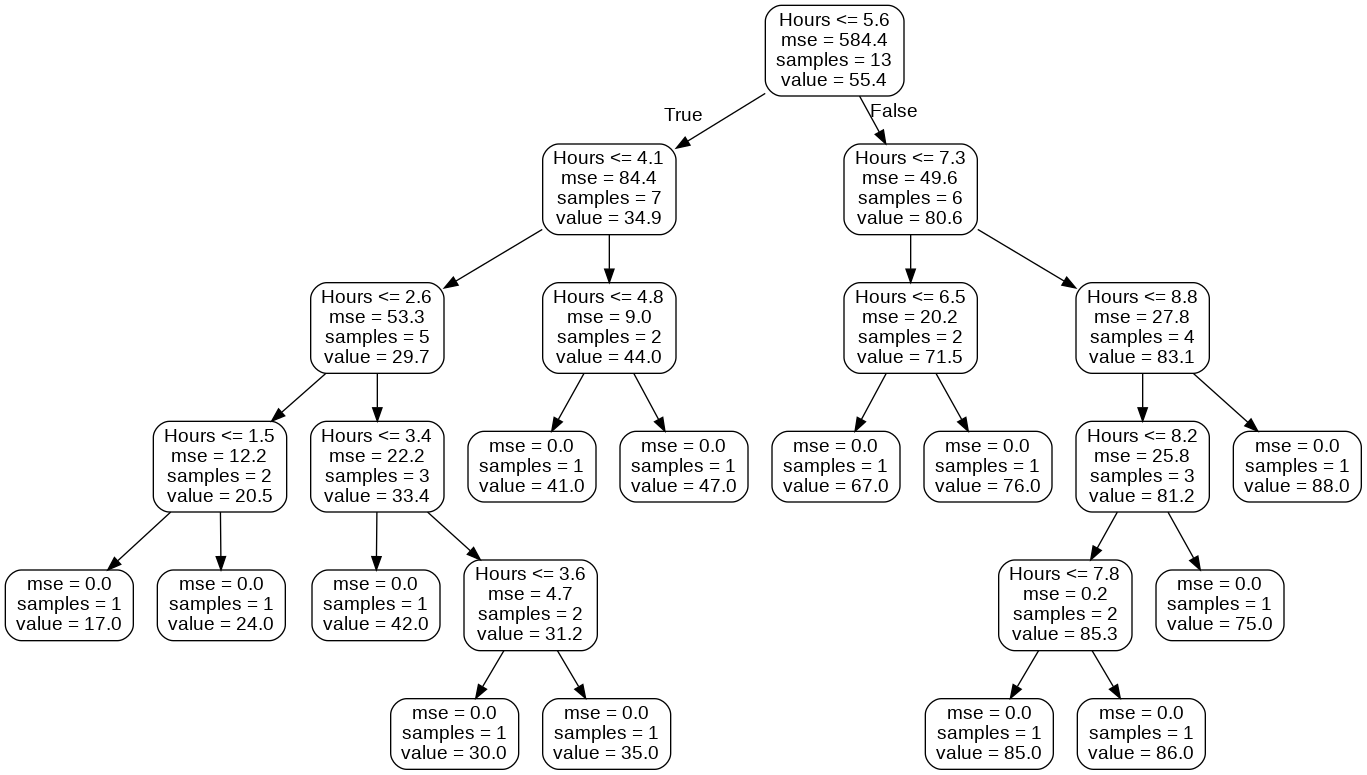 Hours <= 5.6
mse = 584.4
samples = 13
value = 55.4
True
False
Hours <= 4.1
mse = 84.4
samples = 7
value = 34.9
Hours <= 7.3
mse = 49.6
samples = 6
value = 80.6
Hours <= 2.6
mse = 53.3
samples = 5
value = 29.7
Hours <= 4.8
mse = 9.0
samples = 2
value = 44.0
Hours <= 6.5
mse = 20.2
samples = 2
value = 71.5
Hours <= 8.8
mse = 27.8
samples = 4
value = 83.1
Hours <= 1.5
mse = 12.2
samples = 2
value = 20.5
Hours <= 3.4
mse = 22.2
samples = 3
value = 33.4
mse = 0.0
samples = 1
value = 41.0
mse = 0.0
samples = 1
value = 47.0
mse = 0.0
samples = 1
value = 67.0
mse = 0.0
samples = 1
value = 76.0
Hours <= 8.2
mse = 25.8
samples = 3
value = 81.2
mse = 0.0
samples = 1
value = 88.0
mse = 0.0
samples = 1
value = 17.0
mse = 0.0
samples = 1
value = 24.0
mse = 0.0
samples = 1
value = 42.0
Hours <= 3.6
mse = 4.7
samples = 2
value = 31.2
Hours <= 7.8
mse = 0.2
samples = 2
value = 85.3
mse = 0.0
samples = 1
value = 75.0
mse = 0.0
samples = 1
value = 30.0
mse = 0.0
samples = 1
value = 35.0
mse = 0.0
samples = 1
value = 85.0
mse = 0.0
samples = 1
value = 86.0